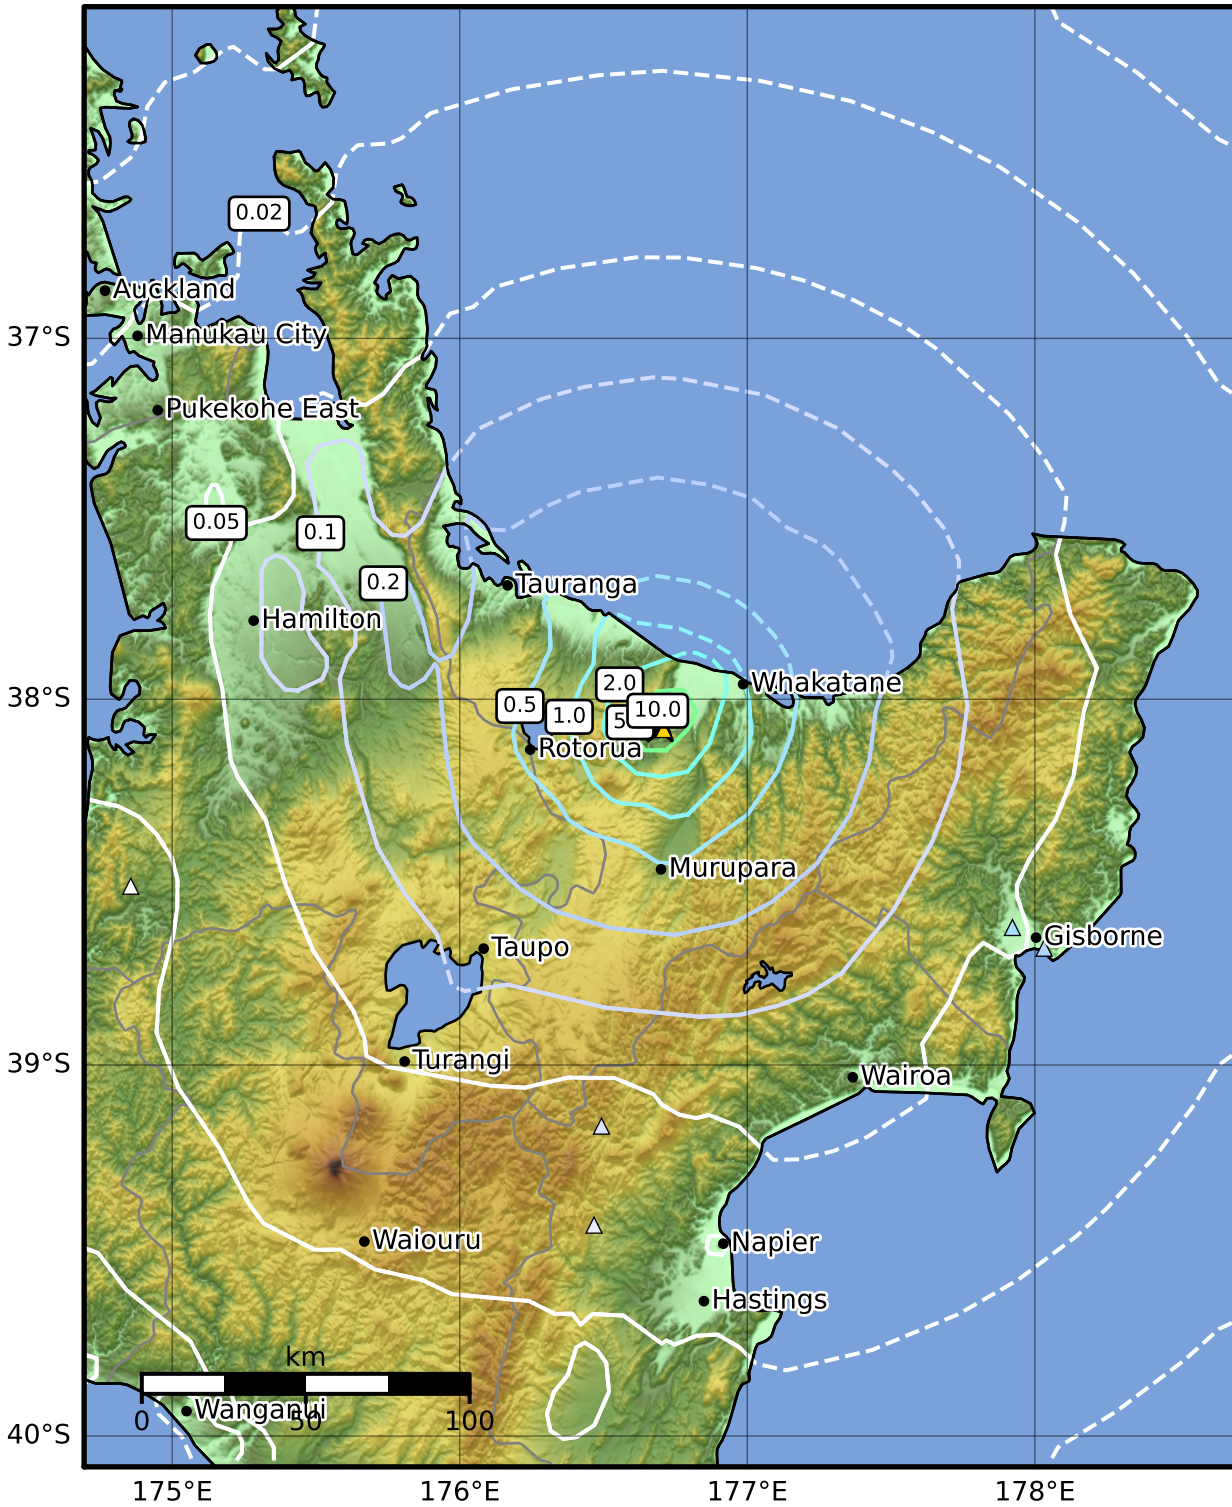 0.02
Auckland
Manukau City
37°S
Pukekohe East
0.05
0.1
0.2
Tauranga
Hamilton
2.0
Whakatane
38°S
0.5
1.0
5
10.0
Rotorua
Murupara
Taupo
Gisborne
39°S
Turangi
Wairoa
Waiouru
Napier
Hastings
km
0 50 100
Wanganui
40°S
175°E 176°E 177°E 178°E